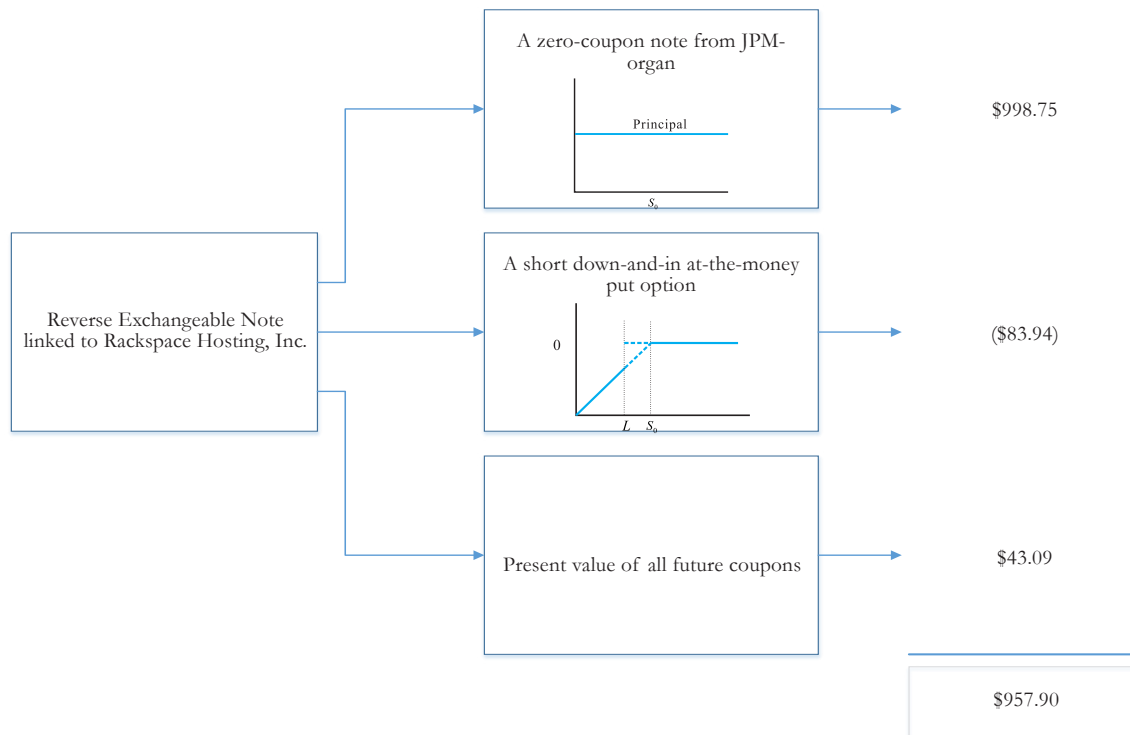 A zero-coupon note from JPM-
organ
Principal
S₀
$998.75
Reverse Exchangeable Note
linked to Rackspace Hosting, Inc.
A short down-and-in at-the-money
put option
0
L S₀
($83.94)
Present value of all future coupons
$43.09
$957.90